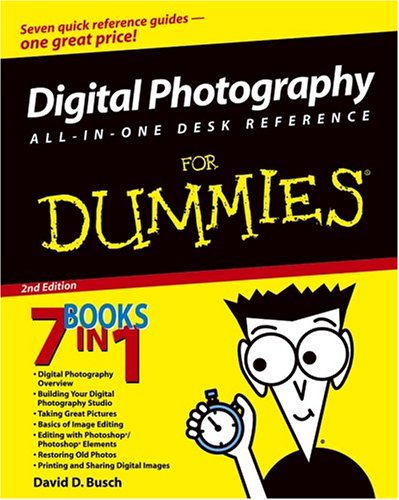 Seven quick reference guides—
one great price!
Digital Photography
ALL-IN-ONE DESK REFERENCE
FOR
DUMMIES®
2nd Edition
7 BOOKS IN 1
• Digital Photography
Overview
• Building Your Digital
Photography Studio
• Taking Great Pictures
• Basics of Image Editing
• Editing with Photoshop®/
Photoshop® Elements
• Restoring Old Photos
• Printing and Sharing Digital Images
David D. Busch